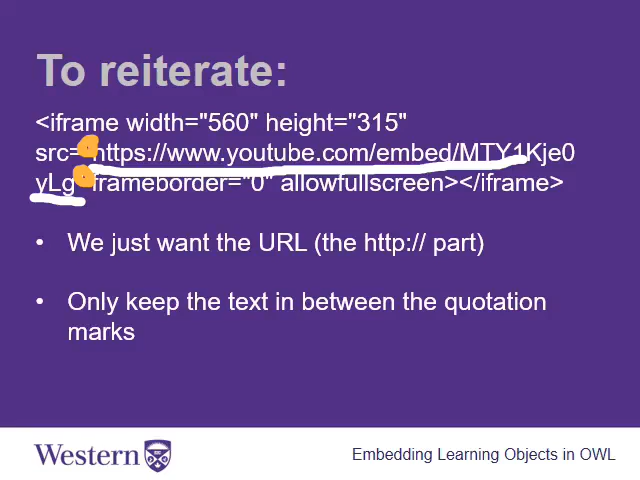 To reiterate:
<iframe width="560" height="315"
src= https://www.youtube.com/embed/MTY1Kje0
yLg frameborder="0" allowfullscreen></iframe>
• We just want the URL (the http:// part)
• Only keep the text in between the quotation
marks
Western
Embedding Learning Objects in OWL